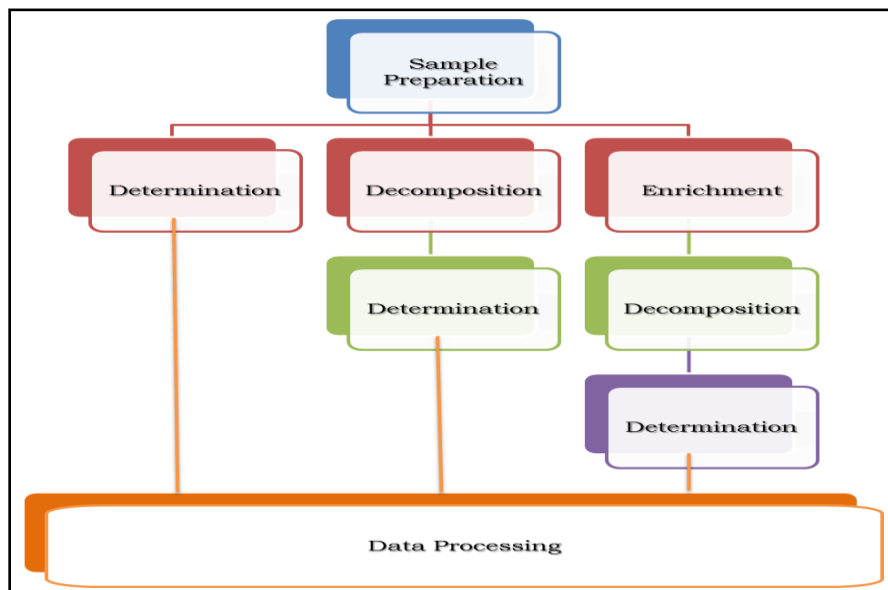 Sample
Preparation
Determination
Decomposition
Enrichment
Determination
Decomposition
Determination
Data Processing